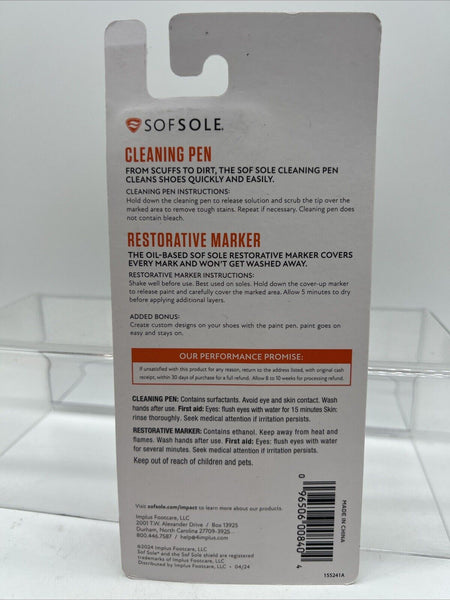 SOFSOLE®
CLEANING PEN
FROM SCUFFS TO DIRT, THE SOF SOLE CLEANING PEN
CLEANS SHOES QUICKLY AND EASILY.
CLEANING PEN INSTRUCTIONS:
Hold down the cleaning pen to release solution and scrub the tip over the
marked area to remove tough stains. Repeat if necessary. Cleaning pen does
not contain bleach.
RESTORATIVE MARKER
THE OIL-BASED SOF SOLE RESTORATIVE MARKER COVERS
EVERY MARK AND WON'T GET WASHED AWAY.
RESTORATIVE MARKER INSTRUCTIONS:
Shake well before use. Best used on soles. Hold down the cover-up marker
to release paint and carefully cover the marked area. Allow 5 minutes to dry
before applying additional layers.
ADDED BONUS:
Create custom designs on your shoes with the paint pen. paint goes on
easy and stays on.
OUR PERFORMANCE PROMISE:
If unsatisfied with this product for any reason, return to the address listed, with original cash
receipt, within 30 days of purchase for a full refund. Allow 8 to 10 weeks for processing refund.
CLEANING PEN: Contains surfactants. Avoid eye and skin contact. Wash
hands after use. First aid: Eyes: flush eyes with water for 15 minutes Skin:
rinse thoroughly. Seek medical attention if irritation persists.
RESTORATIVE MARKER: Contains ethanol. Keep away from heat and
flames. Wash hands after use. First aid: Eyes: flush eyes with water
for several minutes. Seek medical attention if irritation persists.
Keep out of reach of children and pets.
Visit sofsole.com/impact to learn more about our products.
Implus Footcare, LLC
2001 T.W. Alexander Drive / Box 13925
Durham, North Carolina 27709-3925
800.446.7587 / help@implus.com
©2024 Implus Footcare, LLC
Sof Sole® and the Sof Sole shield are registered
trademarks of Implus Footcare, LLC.
Distributed by Implus Footcare, LLC • 04/24
0 96506 00840 4
MADE IN CHINA
155241A